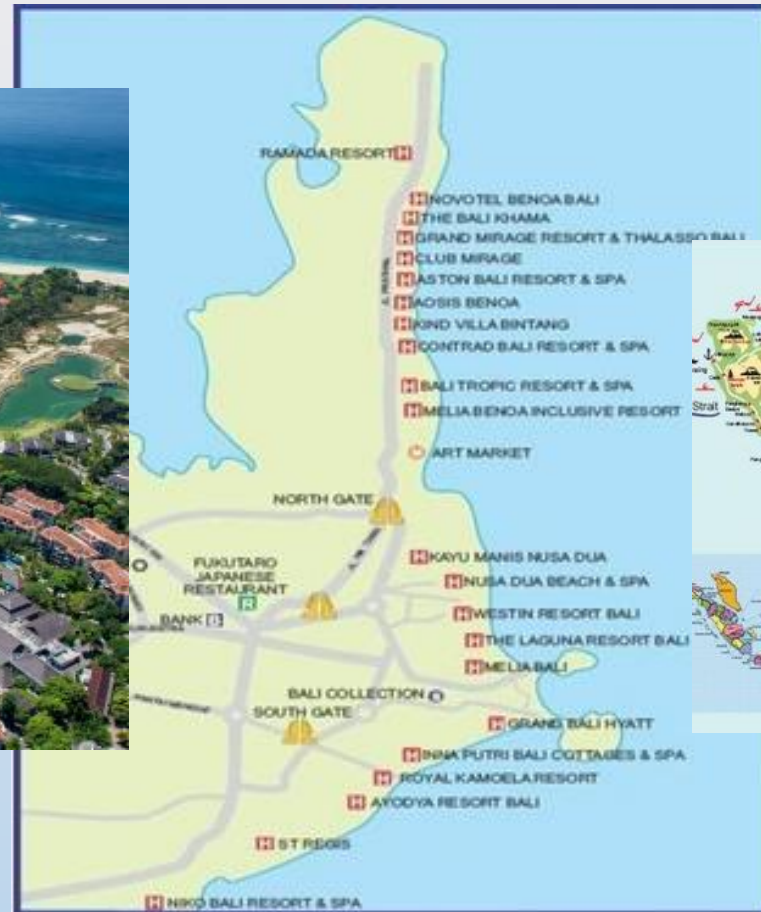 RAMADA RESORT H
H NOVOTEL BENOA BALI
H THE BALI KHAMA
H GRAND MIRAGE RESORT & THALASSO BALI
H CLUB MIRAGE
H ASTON BALI RESORT & SPA
H AOSIS BENOA
H KIND VILLA BINTANG
H CONTRAD BALI RESORT & SPA
H BALI TROPIC RESORT & SPA
H MELIA BENOA INCLUSIVE RESORT
ART MARKET
NORTH GATE
H KAYU MANIS NUSA DUA
FUKUTARO
JAPANESE
RESTAURANT
R
H NUSA DUA BEACH & SPA
BANK B
H WESTIN RESORT BALI
H THE LAGUNA RESORT BALI
H MELIA BALI
BALI COLLECTION
SOUTH GATE
H GRAND BALI HYATT
H INNA PUTRI BALI COTTAGES & SPA
H ROYAL KAMOELA RESORT
H AYODYA RESORT BALI
H ST REGIS
H NIKO BALI RESORT & SPA
Strait